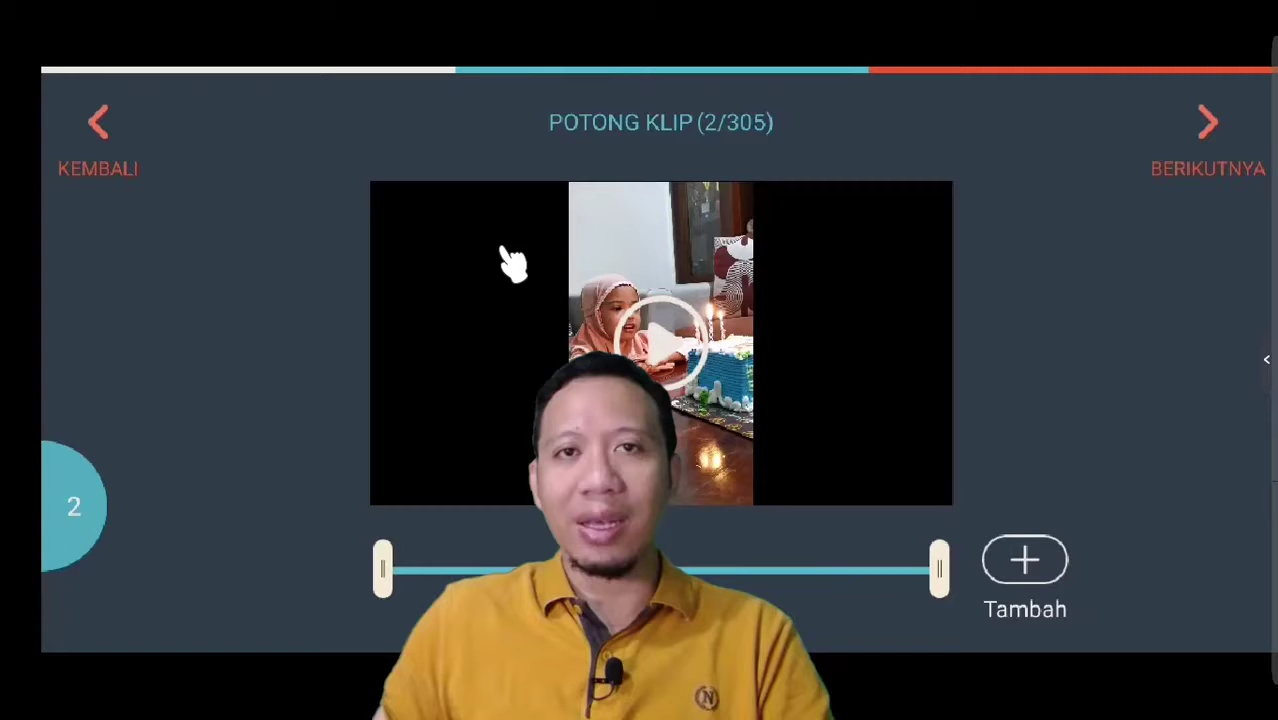 POTONG KLIP (2/305)
KEMBALI
BERIKUTNYA
2
Tambah
N